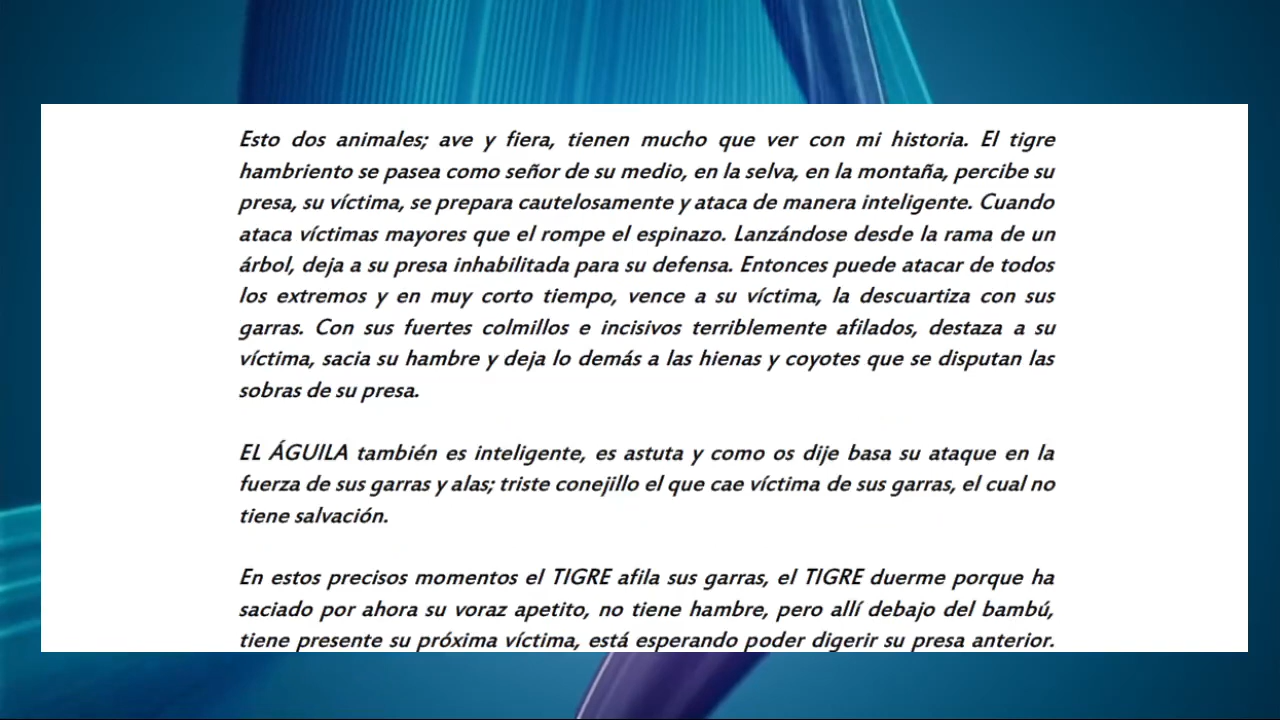 Esto dos animales; ave y fiera, tienen mucho que ver con mi historia. El tigre
hambriento se pasea como señor de su medio, en la selva, en la montaña, percibe su
presa, su víctima, se prepara cautelosamente y ataca de manera inteligente. Cuando
ataca víctimas mayores que el rompe el espinazo. Lanzándose desde la rama de un
árbol, deja a su presa inhabilitada para su defensa. Entonces puede atacar de todos
los extremos y en muy corto tiempo, vence a su víctima, la descuartiza con sus
garras. Con sus fuertes colmillos e incisivos terriblemente afilados, destaza a su
víctima, sacia su hambre y deja lo demás a las hienas y coyotes que se disputan las
sobras de su presa.
EL ÁGUILA también es inteligente, es astuta y como os dije basa su ataque en la
fuerza de sus garras y alas; triste conejillo el que cae víctima de sus garras, el cual no
tiene salvación.
En estos precisos momentos el TIGRE afila sus garras, el TIGRE duerme porque ha
saciado por ahora su voraz apetito, no tiene hambre, pero allí debajo del bambú,
tiene presente su próxima víctima, está esperando poder digerir su presa anterior.